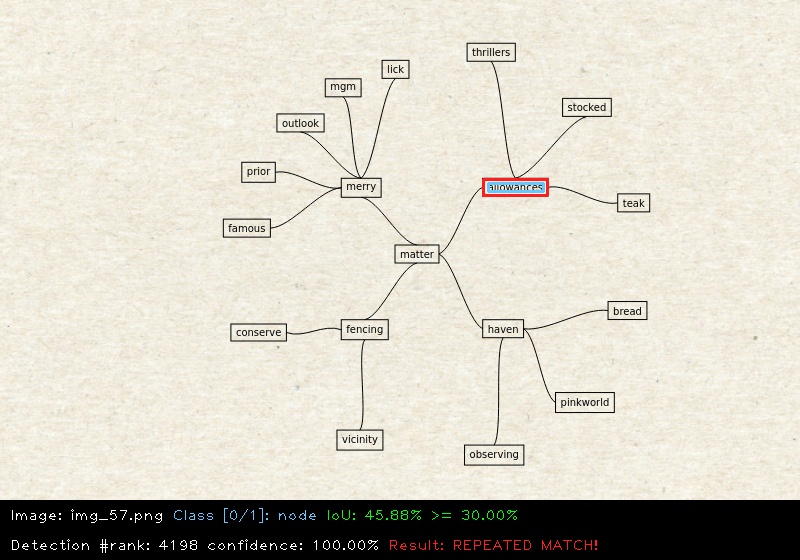 thrillers
lick
mgm
stocked
outlook
prior
merry
allowances
teak
famous
matter
bread
fencing
haven
conserve
pinkworld
vicinity
observing
Image: img_57.png Class [0/1]: node IoU: 45.88% >= 30.00%
Detection #rank: 4198 confidence: 100.00% Result: REPEATED MATCH!